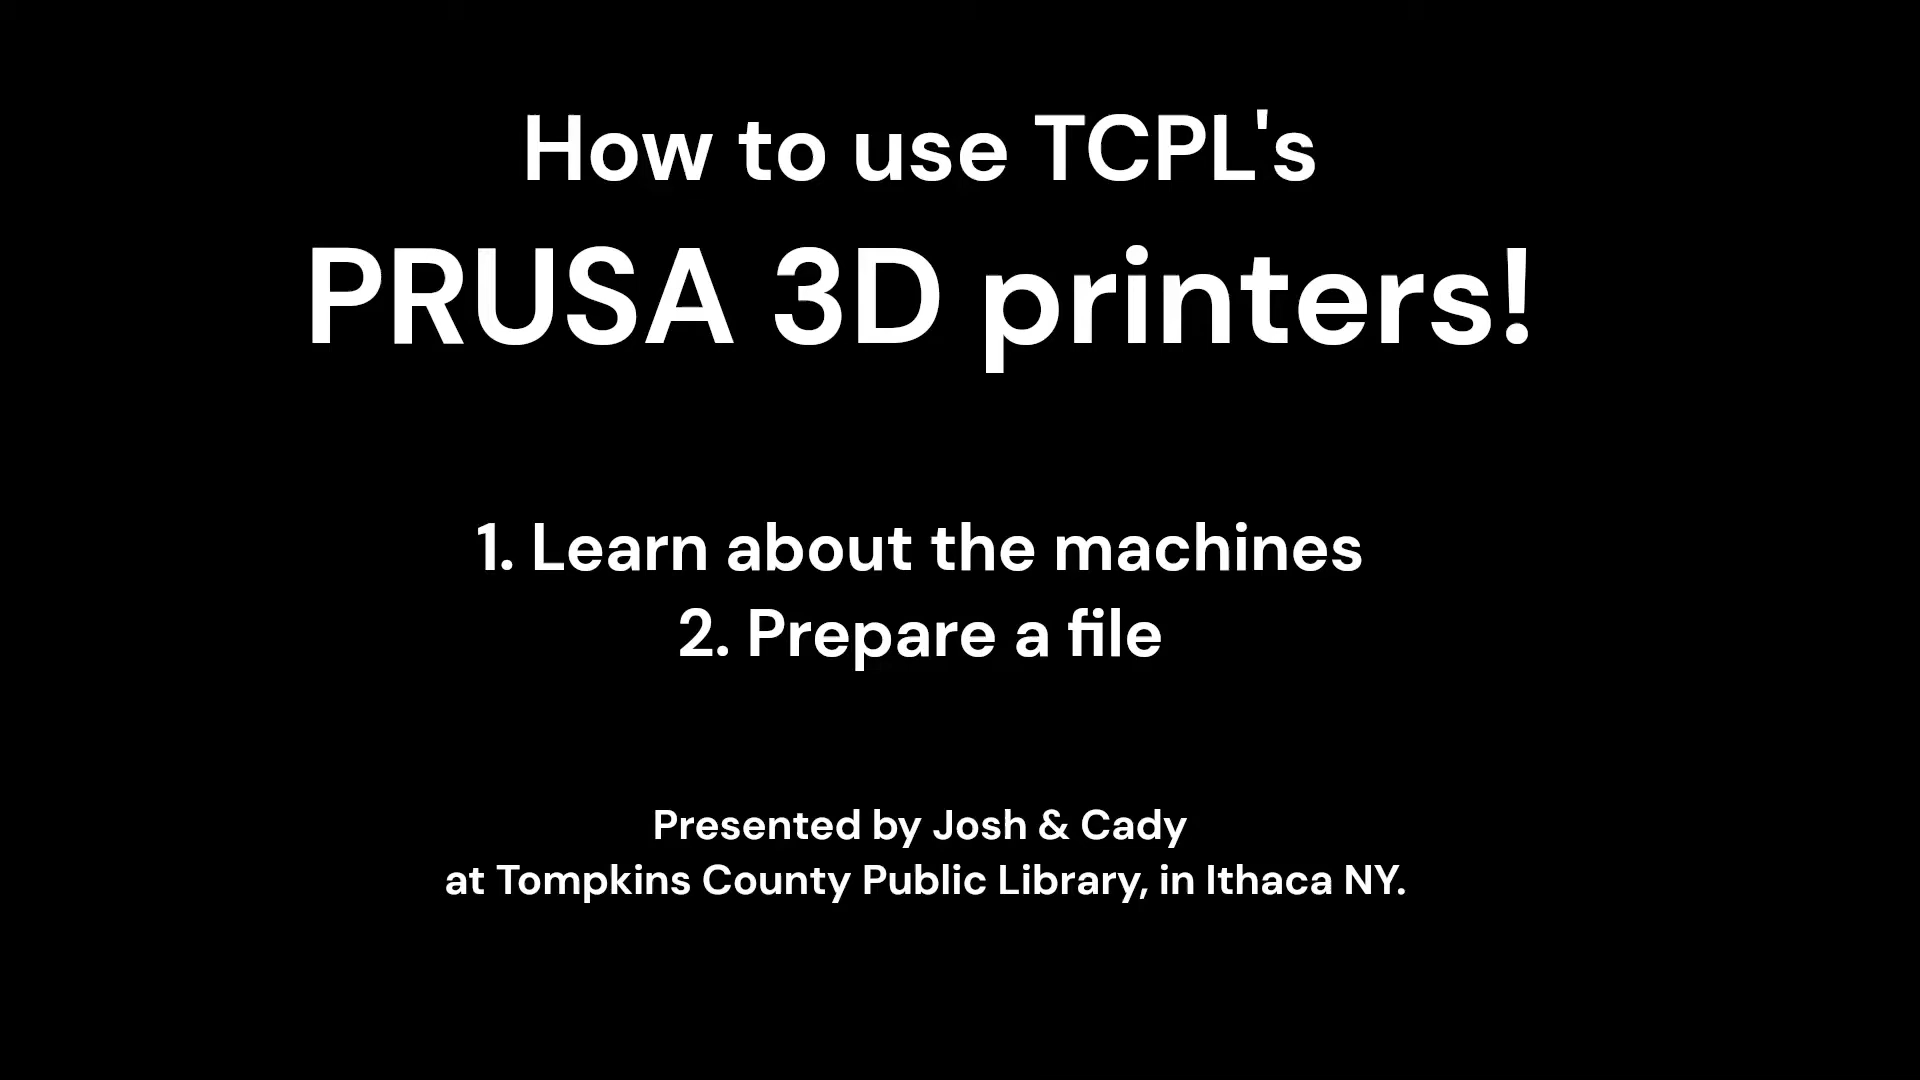 How to use TCPL's
PRUSA 3D printers!
1. Learn about the machines
2. Prepare a file
Presented by Josh & Cady
at Tompkins County Public Library, in Ithaca NY.